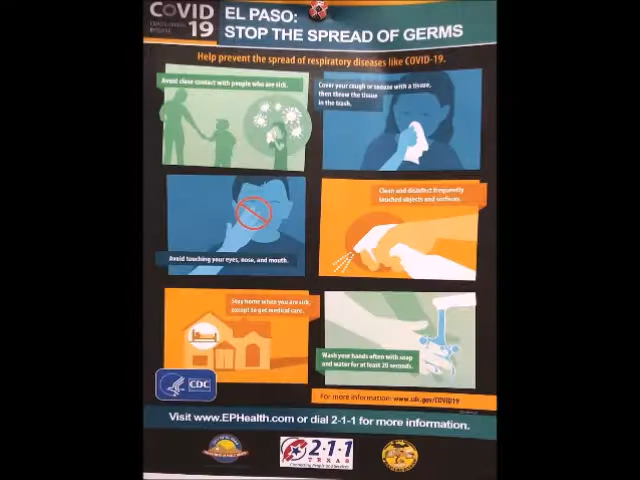 COVID
19
EL PASO:
STOP THE SPREAD OF GERMS
Help prevent the spread of respiratory diseases like COVID-19.
Avoid close contact with people who are sick.
Cover your cough or sneeze with a tissue,
then throw the tissue
in the trash.
Avoid touching your eyes, nose, and mouth.
Clean and disinfect frequently
touched objects and surfaces.
Stay home when you are sick,
except to get medical care.
Wash your hands often with soap
and water for at least 20 seconds.
CDC
For more information: www.cdc.gov/COVID19
Visit www.EPHealth.com or dial 2-1-1 for more information.
2·1·1
TEXAS
Connecting People and Services